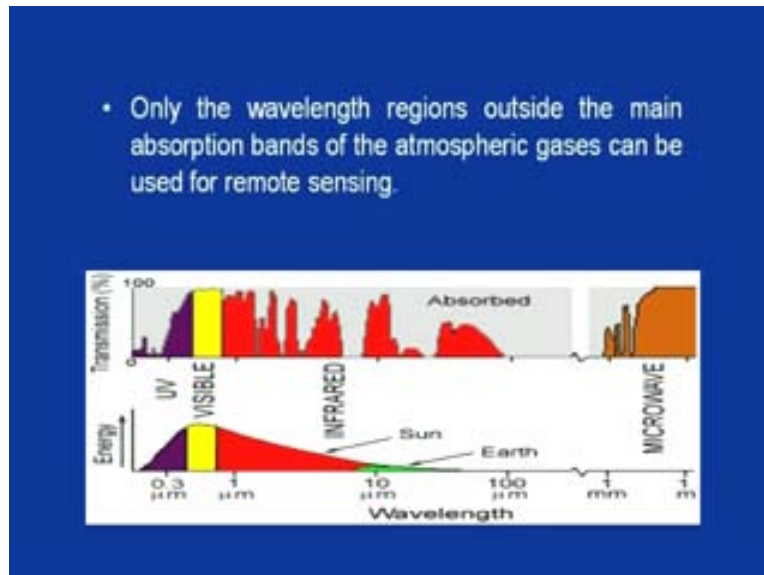 • Only the wavelength regions outside the main
absorption bands of the atmospheric gases can be
used for remote sensing.
Transmission (%)
100
0
Absorbed
UV
VISIBLE
INFRARED
MICROWAVE
Energy
Sun
Earth
0.3 1 10 100 1 1
μm μm μm μm mm m
Wavelength